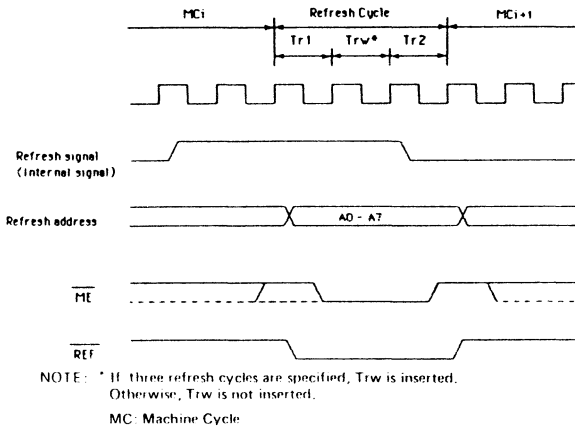 MCi Refresh Cycle MCi+1
Tr1 Trw* Tr2
Refresh signal
(Internal signal)
Refresh address
A0 - A7
ME
REF
NOTE: * If three refresh cycles are specified, Trw is inserted.
Otherwise, Trw is not inserted.
MC: Machine Cycle